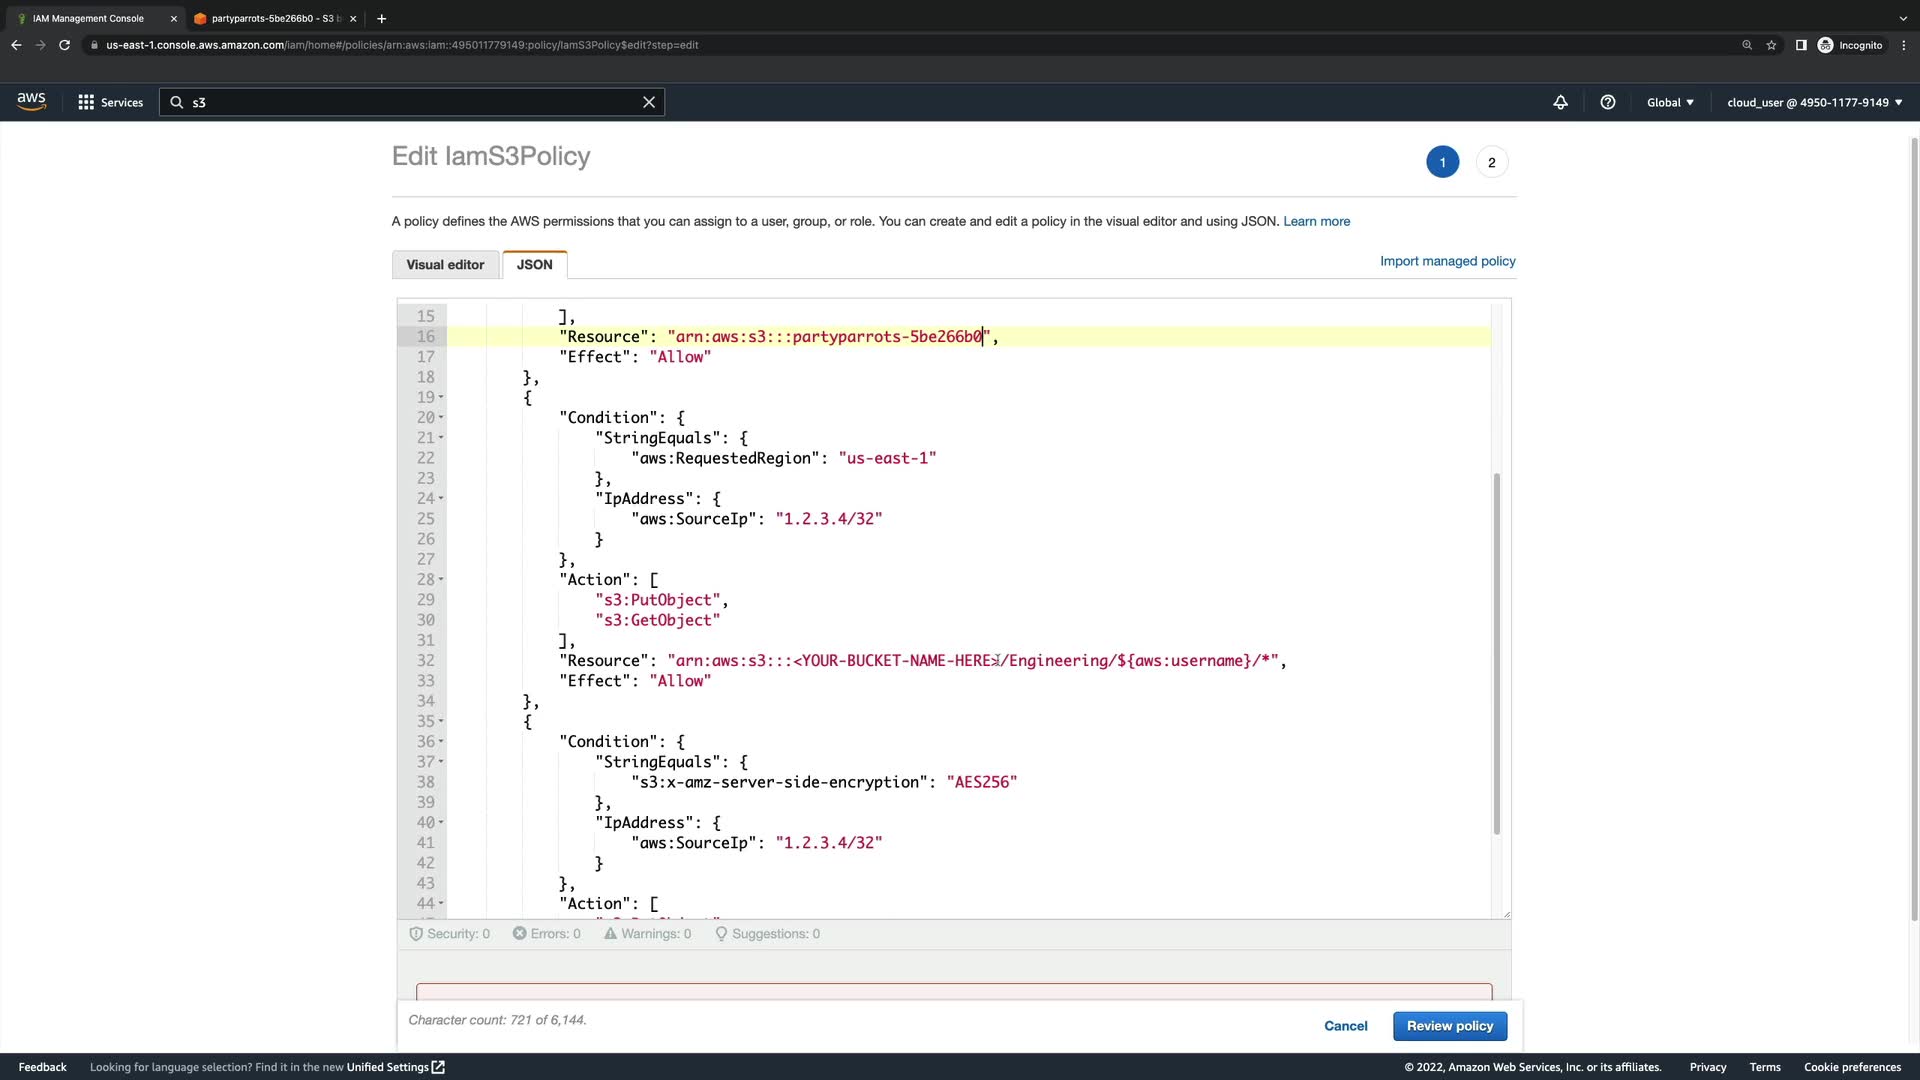 IAM Management Console
partyparrots-5be266b0 - S3 b
us-east-1.console.aws.amazon.com/iam/home#/policies/arn:aws:iam::495011779149:policy/IamS3Policy$edit?step=edit
Incognito
aws
Services
s3
Global
cloud_user @ 4950-1177-9149
Edit IamS3Policy
1
2
A policy defines the AWS permissions that you can assign to a user, group, or role. You can create and edit a policy in the visual editor and using JSON. Learn more
Visual editor
JSON
Import managed policy
15 ],
16 "Resource": "arn:aws:s3:::partyparrots-5be266b0",
17 "Effect": "Allow"
18 },
19 {
20 "Condition": {
21 "StringEquals": {
22 "aws:RequestedRegion": "us-east-1"
23 },
24 "IpAddress": {
25 "aws:SourceIp": "1.2.3.4/32"
26 }
27 },
28 "Action": [
29 "s3:PutObject",
30 "s3:GetObject"
31 ],
32 "Resource": "arn:aws:s3:::<YOUR-BUCKET-NAME-HERE>/Engineering/${aws:username}/*",
33 "Effect": "Allow"
34 },
35 {
36 "Condition": {
37 "StringEquals": {
38 "s3:x-amz-server-side-encryption": "AES256"
39 },
40 "IpAddress": {
41 "aws:SourceIp": "1.2.3.4/32"
42 }
43 },
44 "Action": [
Security: 0
Errors: 0
Warnings: 0
Suggestions: 0
Character count: 721 of 6,144.
Cancel
Review policy
Feedback
Looking for language selection? Find it in the new Unified Settings
© 2022, Amazon Web Services, Inc. or its affiliates.
Privacy
Terms
Cookie preferences